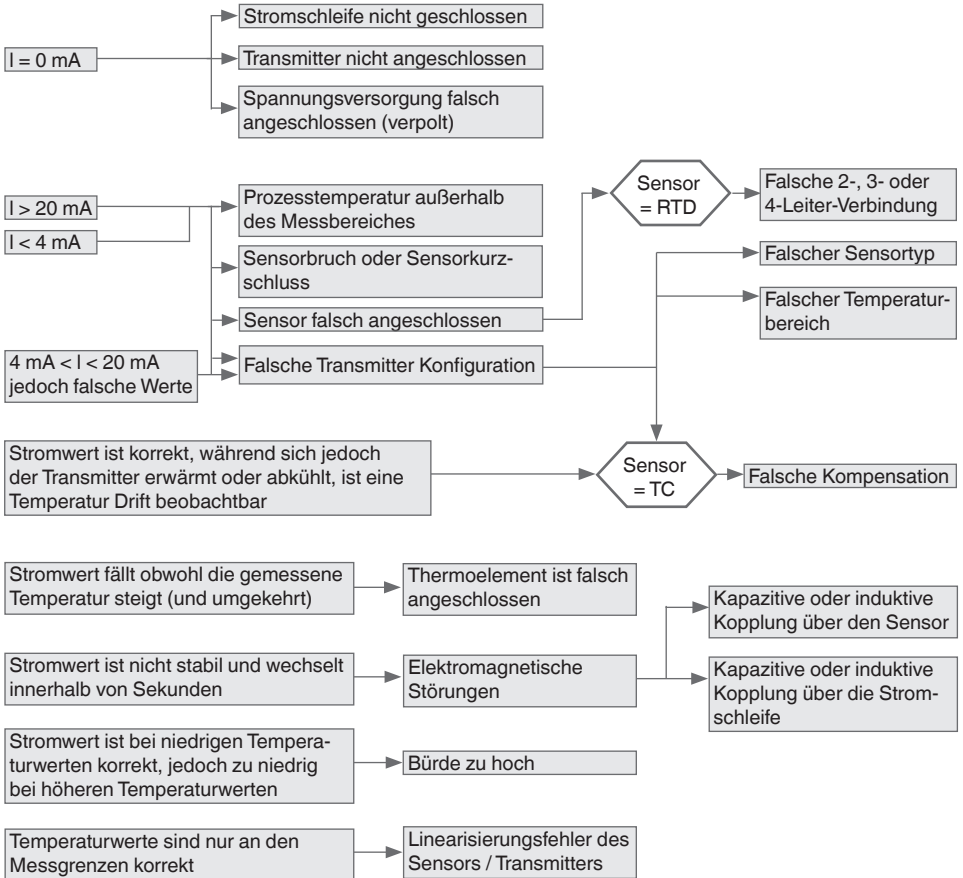 I = 0 mA
Stromschleife nicht geschlossen
Transmitter nicht angeschlossen
Spannungsversorgung falsch
angeschlossen (verpolt)
I > 20 mA
I < 4 mA
4 mA < I < 20 mA
jedoch falsche Werte
Prozesstemperatur außerhalb
des Messbereiches
Sensorbruch oder Sensorkurz-
schluss
Sensor falsch angeschlossen
Falsche Transmitter Konfiguration
Sensor
= RTD
Falsche 2-, 3- oder
4-Leiter-Verbindung
Falscher Sensortyp
Falscher Temperatur-
bereich
Stromwert ist korrekt, während sich jedoch
der Transmitter erwärmt oder abkühlt, ist eine
Temperatur Drift beobachtbar
Sensor
= TC
Falsche Kompensation
Stromwert fällt obwohl die gemessene
Temperatur steigt (und umgekehrt)
Thermoelement ist falsch
angeschlossen
Stromwert ist nicht stabil und wechselt
innerhalb von Sekunden
Elektromagnetische
Störungen
Kapazitive oder induktive
Kopplung über den Sensor
Kapazitive oder induktive
Kopplung über die Strom-
schleife
Stromwert ist bei niedrigen Tempera-
turwerten korrekt, jedoch zu niedrig
bei höheren Temperaturwerten
Bürde zu hoch
Temperaturwerte sind nur an den
Messgrenzen korrekt
Linearisierungsfehler des
Sensors / Transmitters